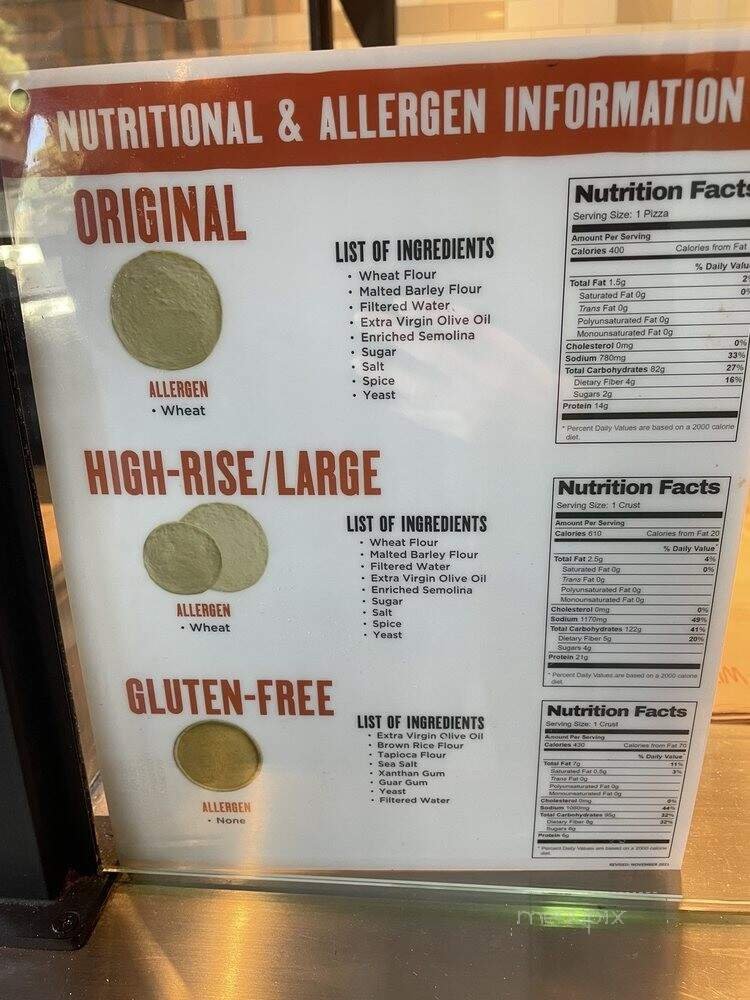 NUTRITIONAL & ALLERGEN INFORMATION
ORIGINAL
ALLERGEN
• Wheat
LIST OF INGREDIENTS
• Wheat Flour
• Malted Barley Flour
• Filtered Water
• Extra Virgin Olive Oil
• Enriched Semolina
• Sugar
• Salt
• Spice
• Yeast
Nutrition Facts
Serving Size: 1 Pizza
Amount Per Serving
Calories 400 Calories from Fat
% Daily Valu
Total Fat 1.5g 2
Saturated Fat 0g 0
Trans Fat 0g
Polyunsaturated Fat 0g
Monounsaturated Fat 0g
Cholesterol 0mg 0%
Sodium 780mg 33%
Total Carbohydrates 82g 27%
Dietary Fiber 4g 16%
Sugars 2g
Protein 14g
* Percent Daily Values are based on a 2000 calorie
diet.
HIGH-RISE/LARGE
ALLERGEN
• Wheat
LIST OF INGREDIENTS
• Wheat Flour
• Malted Barley Flour
• Filtered Water
• Extra Virgin Olive Oil
• Enriched Semolina
• Sugar
• Salt
• Spice
• Yeast
Nutrition Facts
Serving Size: 1 Crust
Amount Per Serving
Calories 610 Calories from Fat 20
% Daily Value*
Total Fat 2.5g 4%
Saturated Fat 0g 0%
Trans Fat 0g
Polyunsaturated Fat 0g
Monounsaturated Fat 0g
Cholesterol 0mg 0%
Sodium 1170mg 49%
Total Carbohydrates 122g 41%
Dietary Fiber 5g 20%
Sugars 4g
Protein 21g
* Percent Daily Values are based on a 2000 calorie
diet.
GLUTEN-FREE
ALLERGEN
• None
LIST OF INGREDIENTS
• Extra Virgin Olive Oil
• Brown Rice Flour
• Tapioca Flour
• Sea Salt
• Xanthan Gum
• Guar Gum
• Yeast
• Filtered Water
Nutrition Facts
Serving Size: 1 Crust
Amount Per Serving
Calories 430 Calories from Fat 70
% Daily Value
Total Fat 7g 11%
Saturated Fat 0.5g 3%
Trans Fat 0g
Polyunsaturated Fat 0g
Monounsaturated Fat 0g
Cholesterol 0mg 0%
Sodium 1060mg 44%
Total Carbohydrates 95g 32%
Dietary Fiber 8g 32%
Sugars 6g
Protein 6g
* Percent Daily Values are based on a 2000 calorie
diet.
REVISED: NOVEMBER 2021